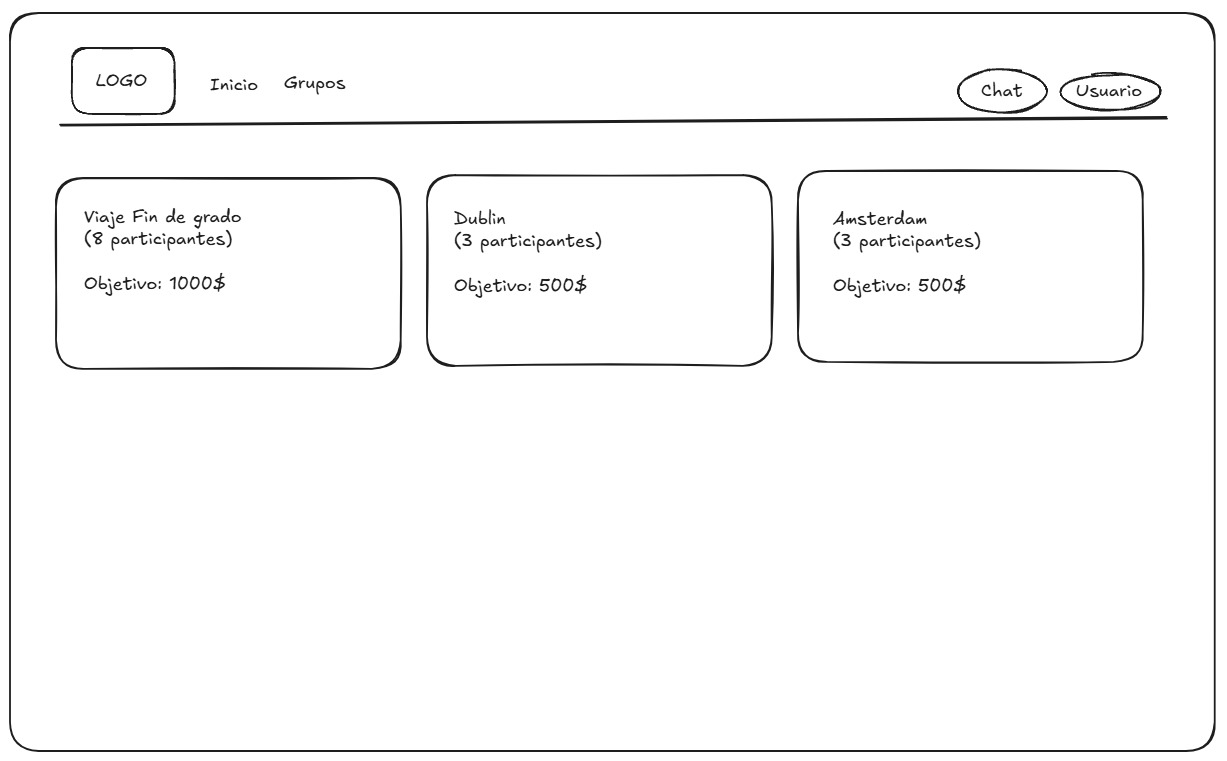 LOGO
Inicio
Grupos
Chat
Usuario
Viaje Fin de grado
(8 participantes)
Objetivo: 1000$
Dublin
(3 participantes)
Objetivo: 500$
Amsterdam
(3 participantes)
Objetivo: 500$